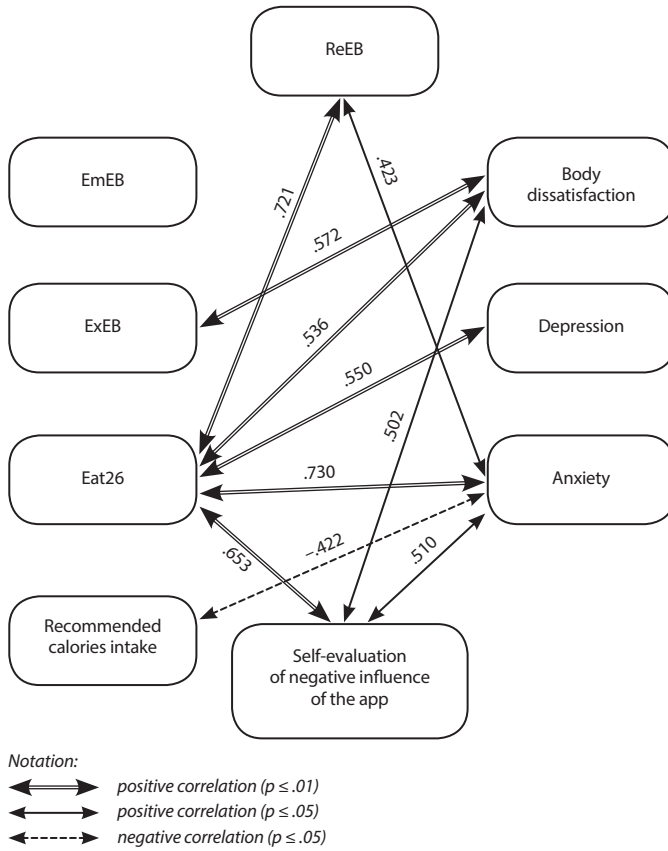 ReEB
EmEB
Body
dissatisfaction
.721
.423
.572
ExEB
.536
Depression
.550
.502
Eat26
.730
Anxiety
.653
–.422
.510
Recommended
calories intake
Self-evaluation
of negative influence
of the app
Notation:
positive correlation (p ≤ .01)
positive correlation (p ≤ .05)
negative correlation (p ≤ .05)